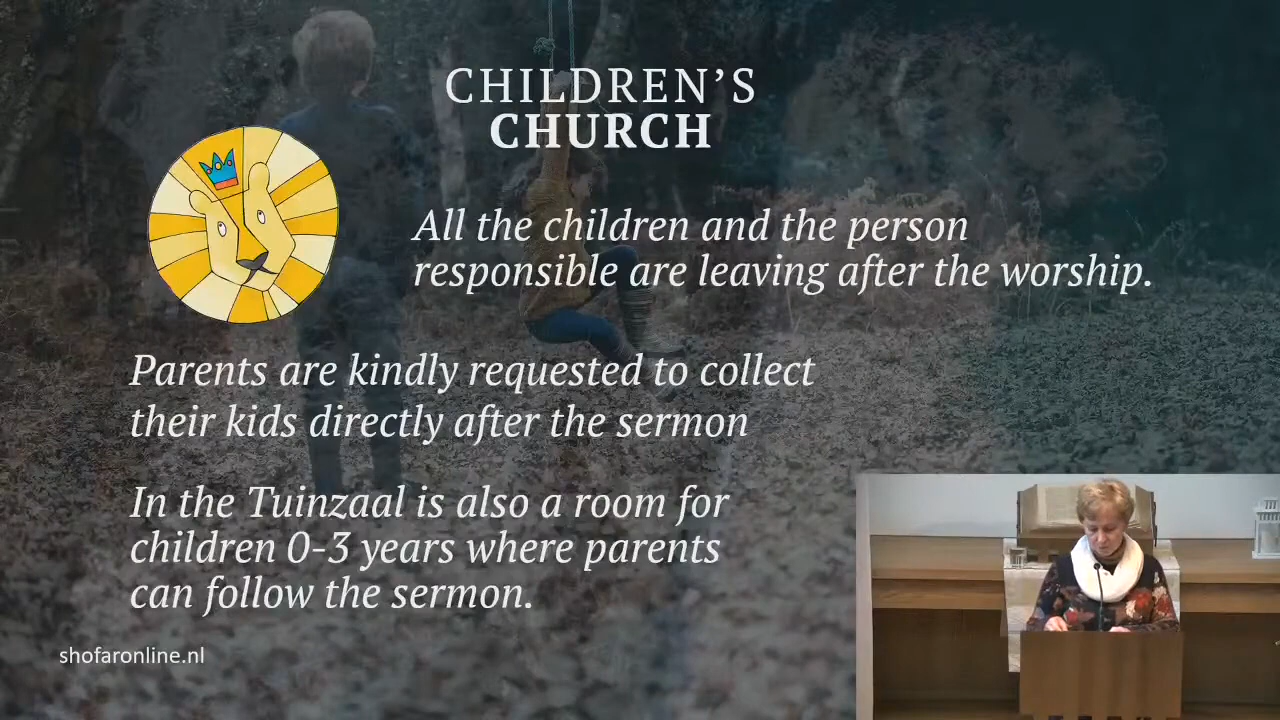 CHILDREN’S
CHURCH
All the children and the person
responsible are leaving after the worship.
Parents are kindly requested to collect
their kids directly after the sermon
In the Tuinzaal is also a room for
children 0-3 years where parents
can follow the sermon.
shofaronline.nl